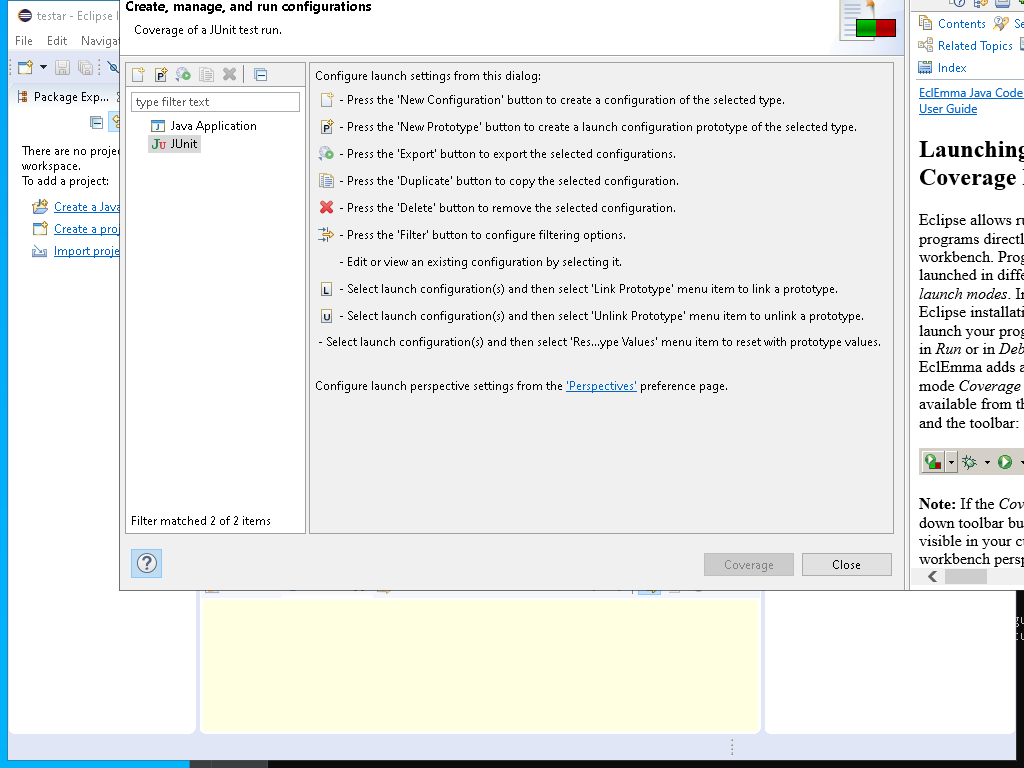 testar - Eclipse I
File Edit Navigat
Package Exp...
There are no projec
workspace.
To add a project:
Create a Java
Create a proj
Import proje
Create, manage, and run configurations
Coverage of a JUnit test run.
type filter text
Java Application
JUnit
Filter matched 2 of 2 items
Configure launch settings from this dialog:
- Press the 'New Configuration' button to create a configuration of the selected type.
- Press the 'New Prototype' button to create a launch configuration prototype of the selected type.
- Press the 'Export' button to export the selected configurations.
- Press the 'Duplicate' button to copy the selected configuration.
- Press the 'Delete' button to remove the selected configuration.
- Press the 'Filter' button to configure filtering options.
- Edit or view an existing configuration by selecting it.
- Select launch configuration(s) and then select 'Link Prototype' menu item to link a prototype.
- Select launch configuration(s) and then select 'Unlink Prototype' menu item to unlink a prototype.
- Select launch configuration(s) and then select 'Res...ype Values' menu item to reset with prototype values.
Configure launch perspective settings from the 'Perspectives' preference page.
Coverage
Close
Contents Se
Related Topics
Index
EclEmma Java Code
User Guide
Launching
Coverage
Eclipse allows ru
programs directl
workbench. Prog
launched in diffe
launch modes. In
Eclipse installati
launch your prog
in Run or in Deb
EclEmma adds a
mode Coverage
available from th
and the toolbar:
Note: If the Cov
down toolbar bu
visible in your cu
workbench persp